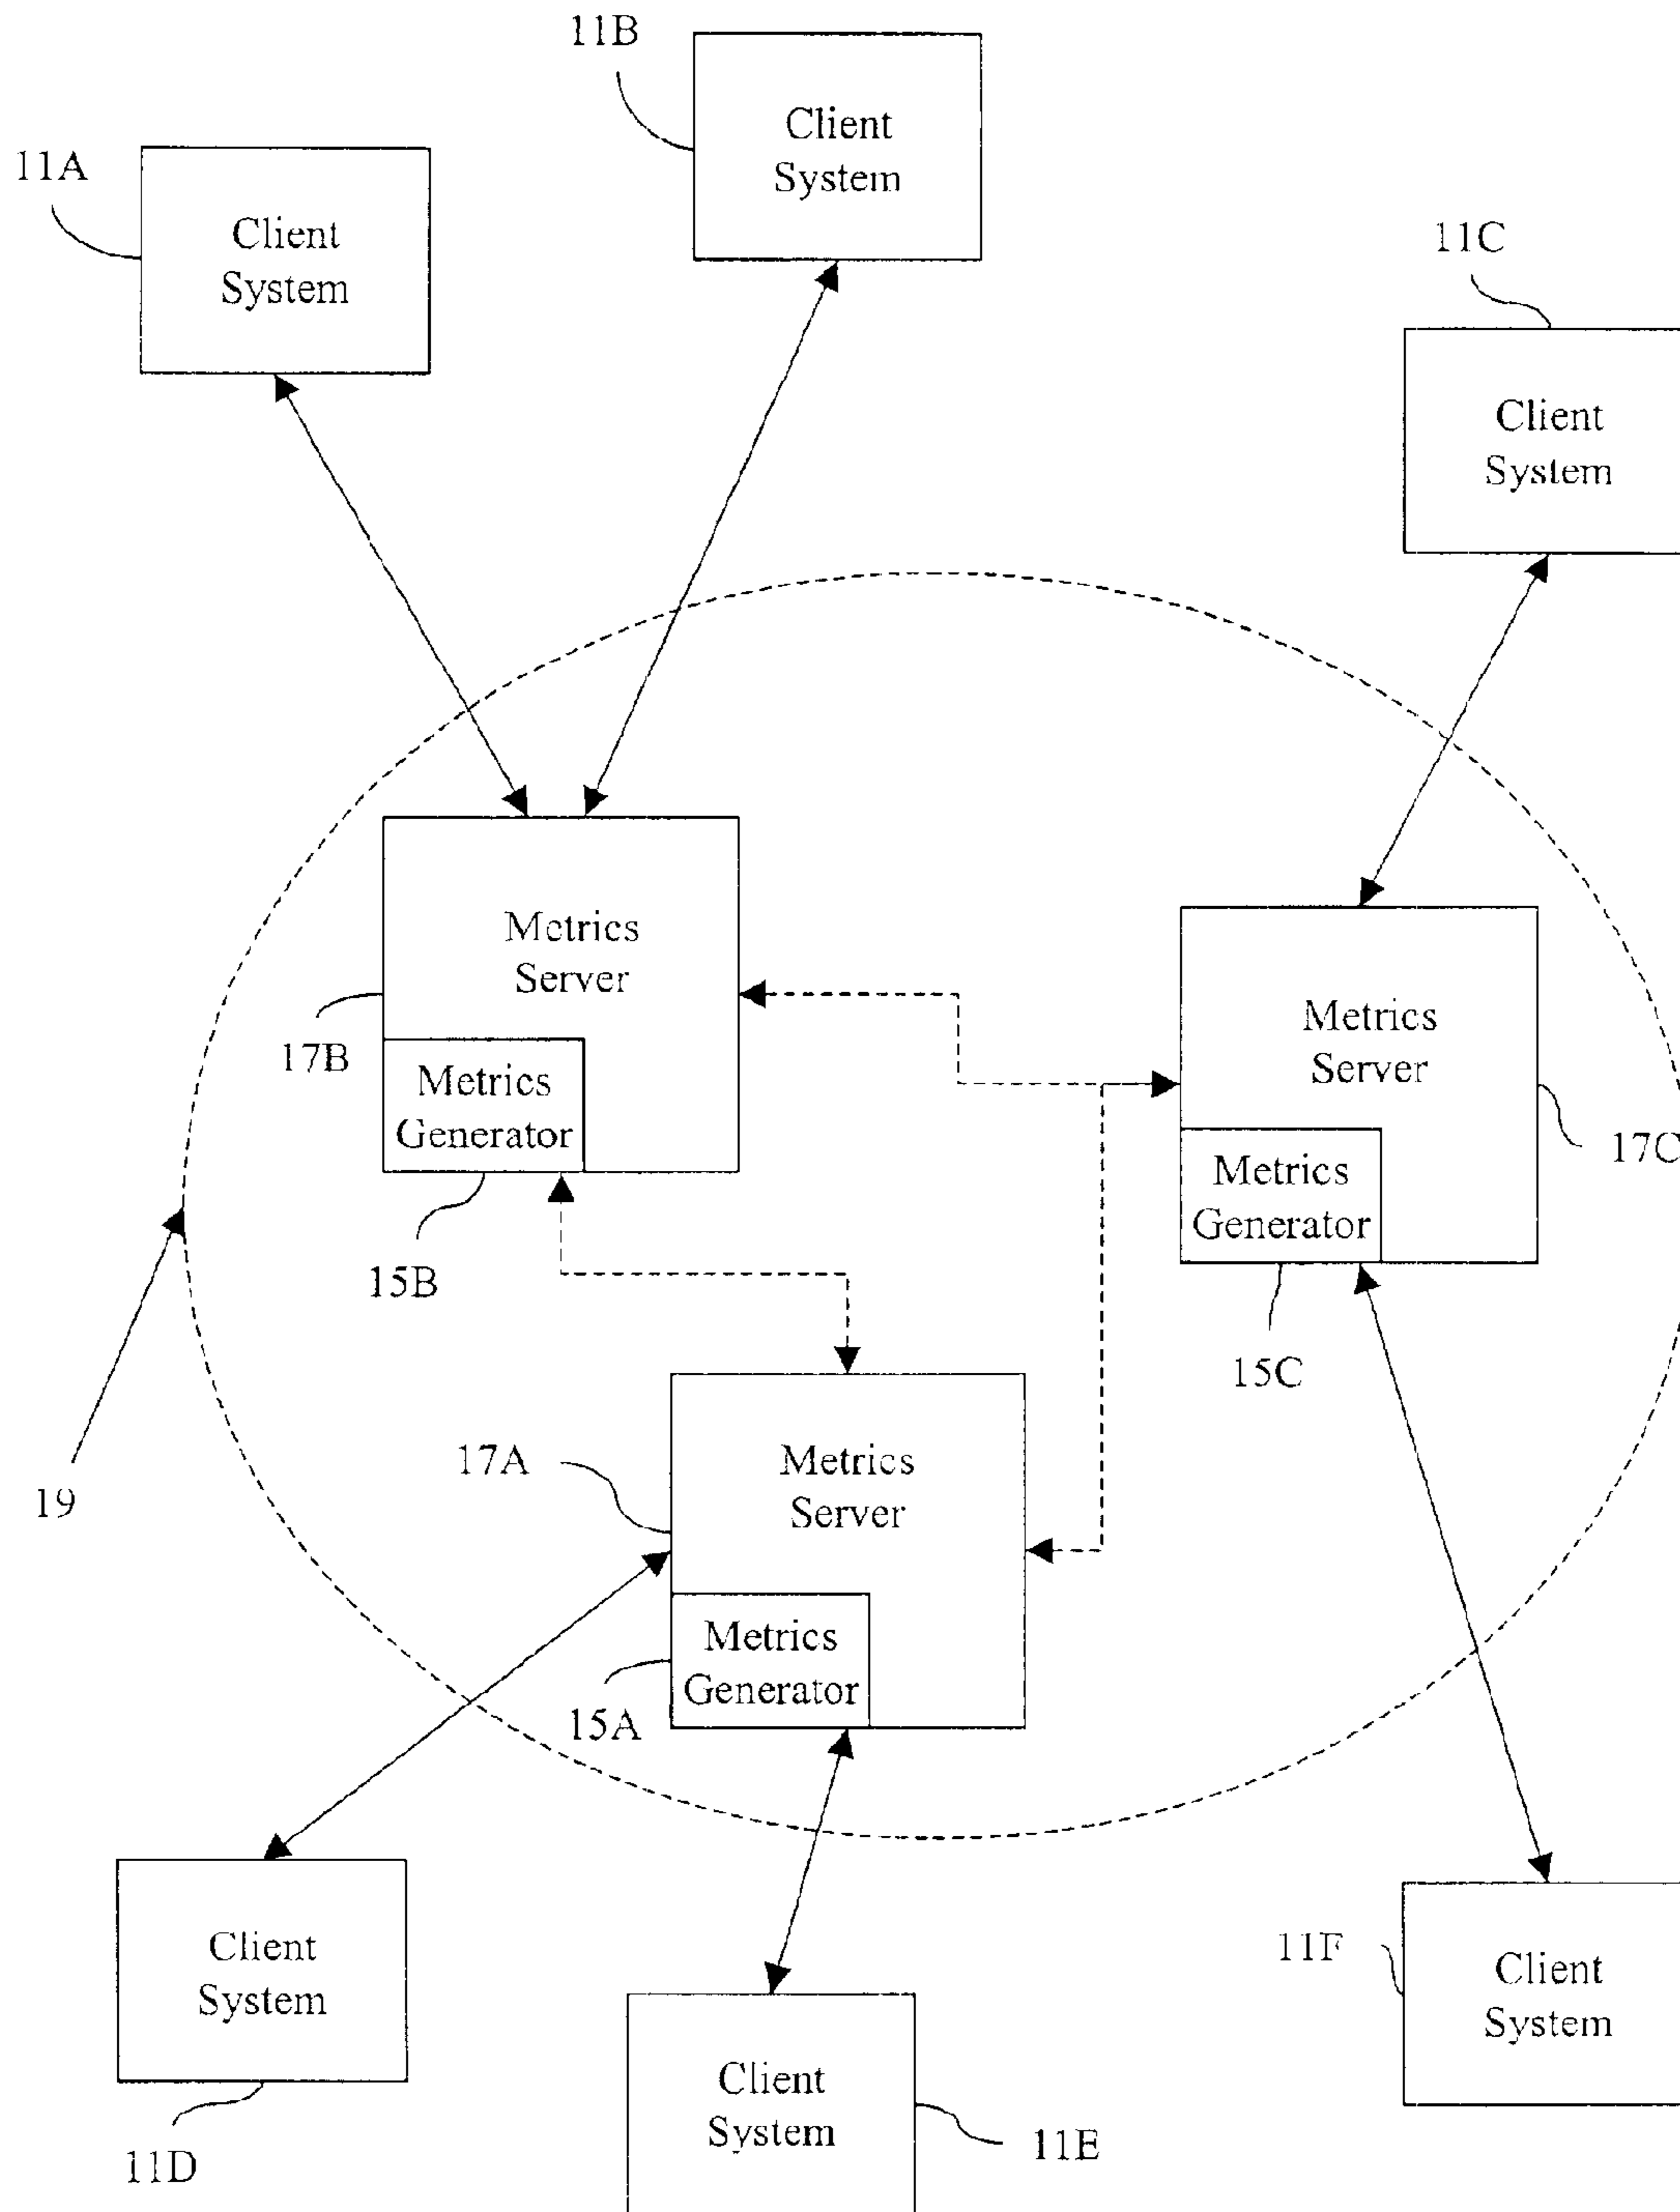 11B
Client
System
11A
Client
System
11C
Client
System
Metrics
Server
17B
Metrics
Generator
15B
Metrics
Server
17C
Metrics
Generator
15C
17A
Metrics
Server
19
Metrics
Generator
15A
Client
System
11D
Client
System
11E
11F
Client
System